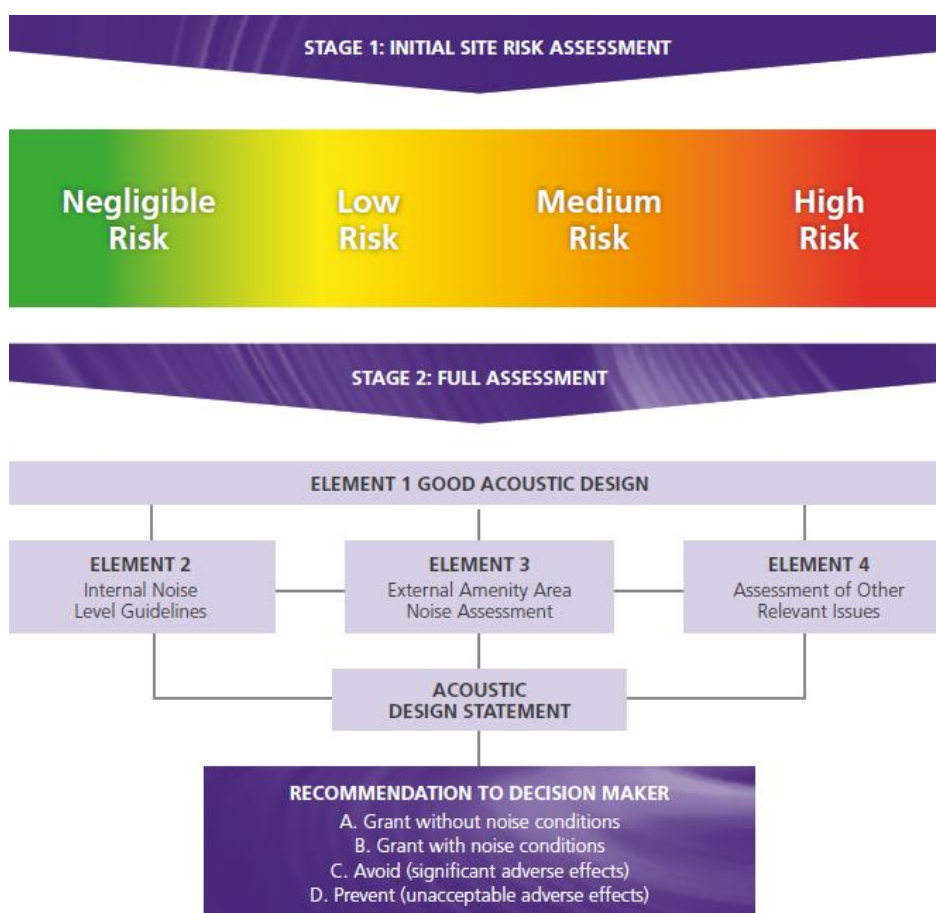 STAGE 1: INITIAL SITE RISK ASSESSMENT
Negligible
Risk
Low
Risk
Medium
Risk
High
Risk
STAGE 2: FULL ASSESSMENT
ELEMENT 1 GOOD ACOUSTIC DESIGN
ELEMENT 2
Internal Noise
Level Guidelines
ELEMENT 3
External Amenity Area
Noise Assessment
ELEMENT 4
Assessment of Other
Relevant Issues
ACOUSTIC
DESIGN STATEMENT
RECOMMENDATION TO DECISION MAKER
A. Grant without noise conditions
B. Grant with noise conditions
C. Avoid (significant adverse effects)
D. Prevent (unacceptable adverse effects)